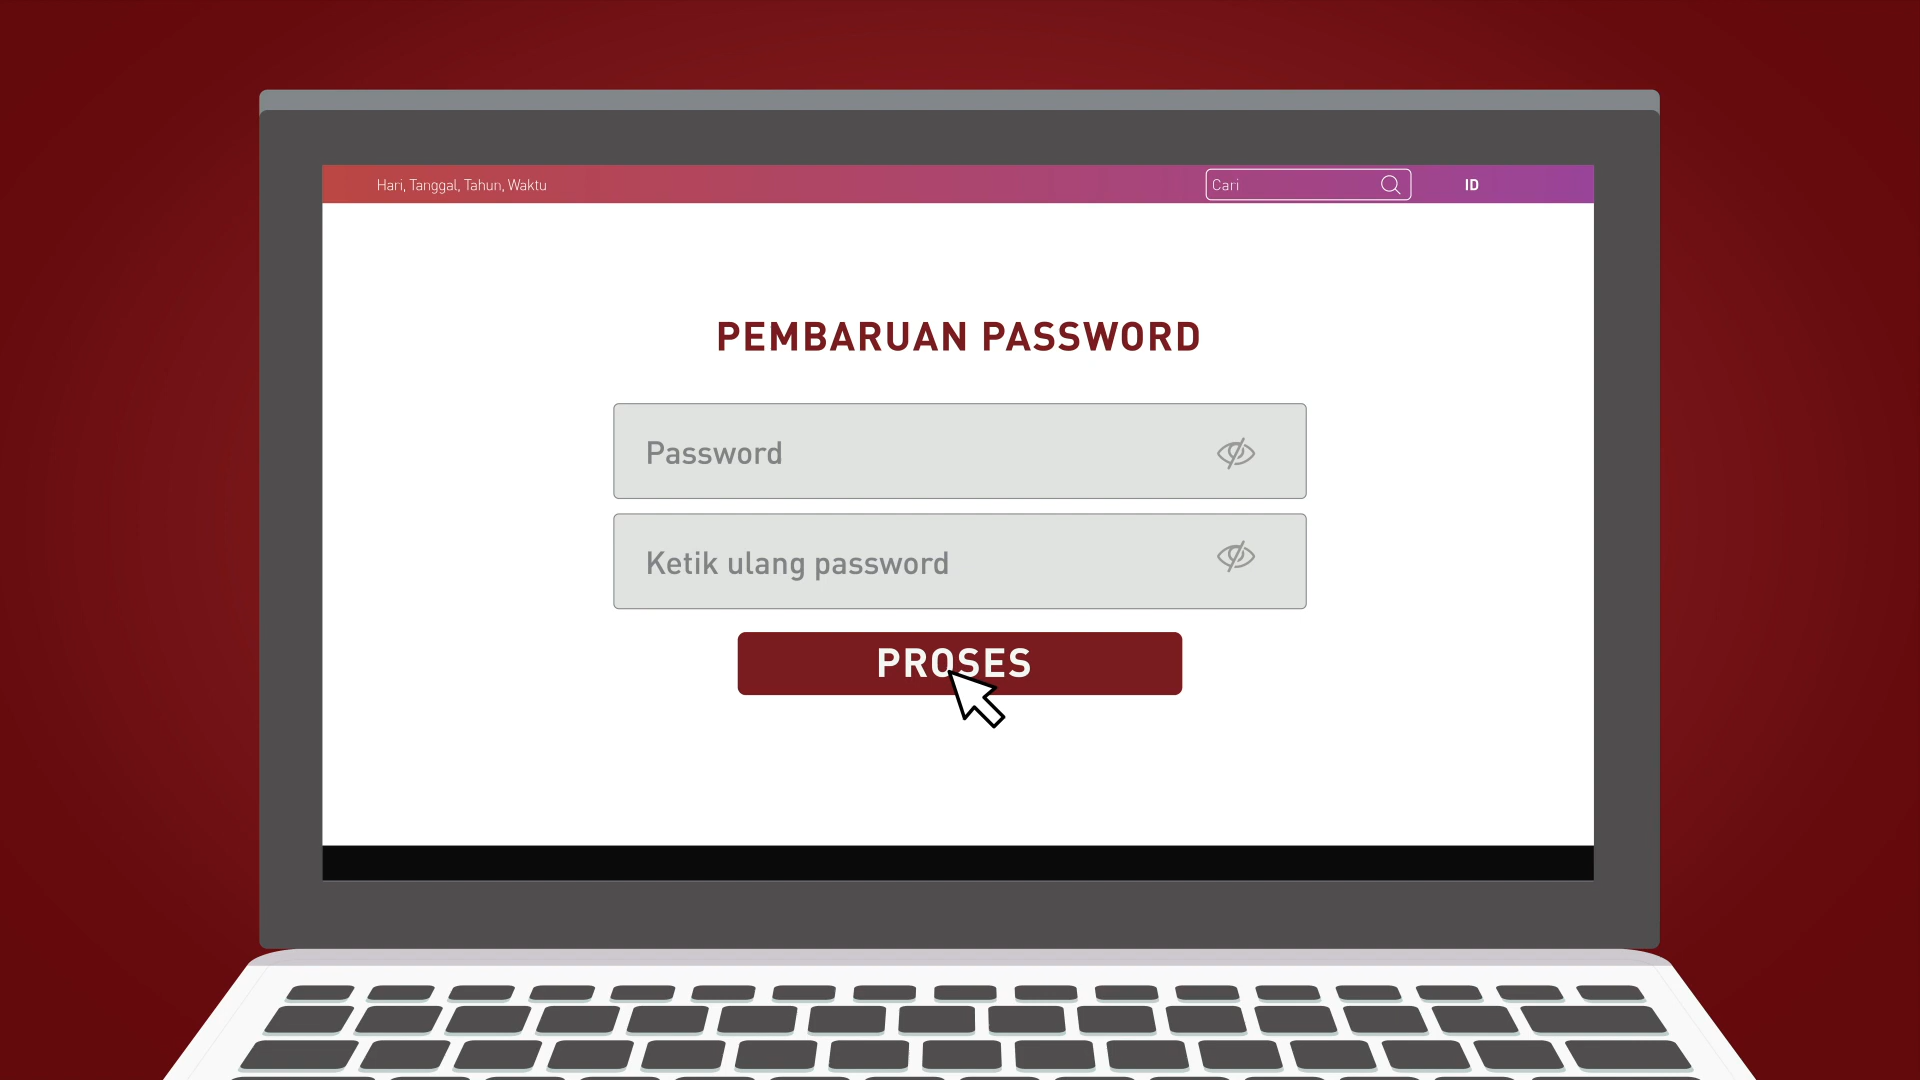 Hari, Tanggal, Tahun, Waktu
Cari
ID
PEMBARUAN PASSWORD
Password
Ketik ulang password
PROSES